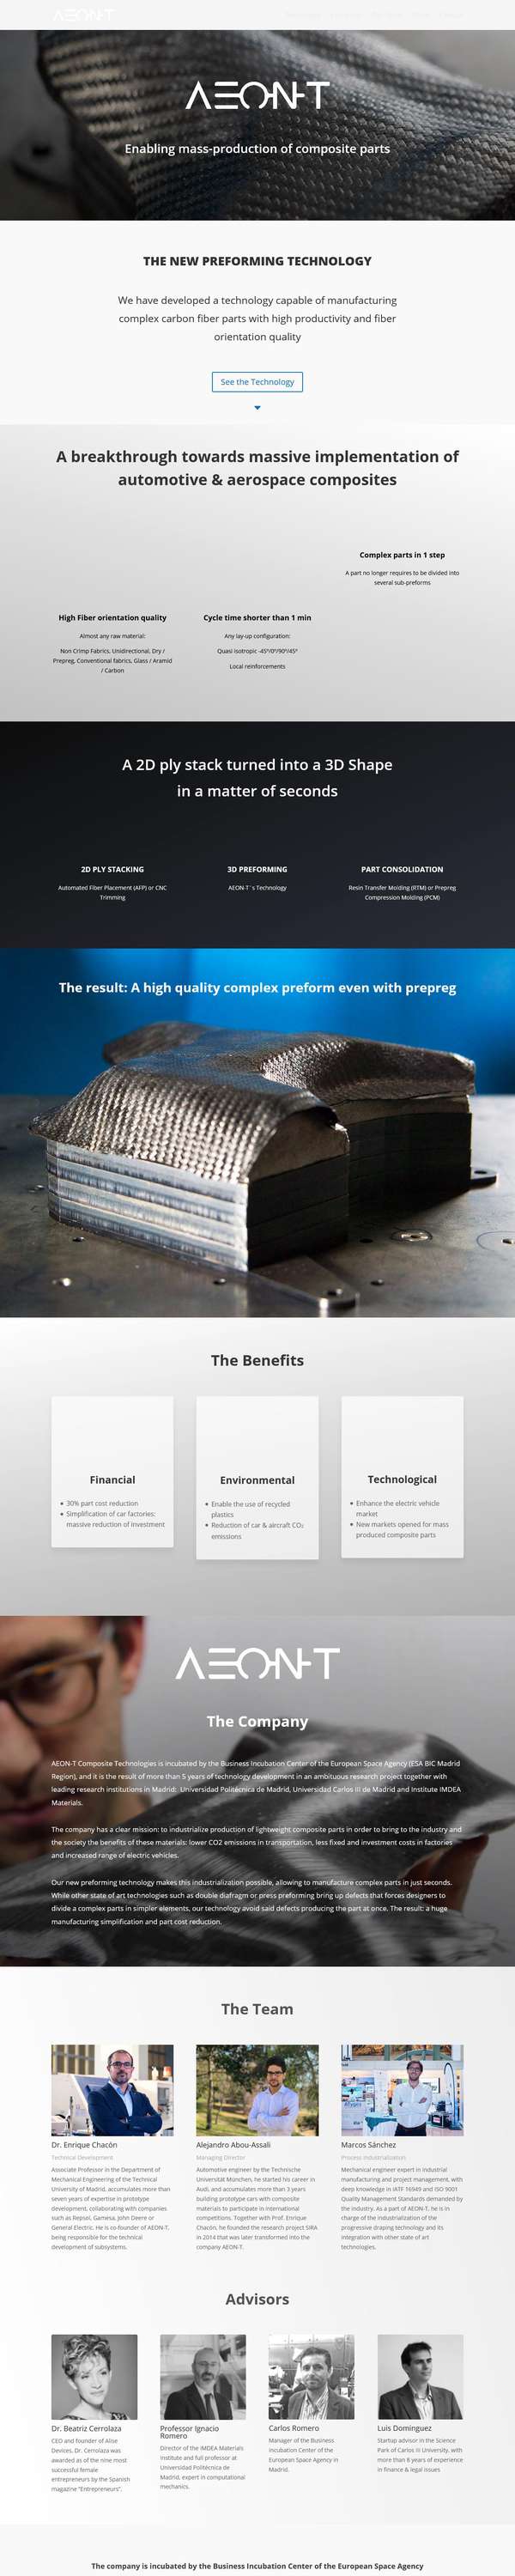 AEON-T
AEON-T
Enabling mass-production of composite parts
THE NEW PREFORMING TECHNOLOGY
We have developed a technology capable of manufacturing
complex carbon fiber parts with high productivity and fiber
orientation quality
See the Technology
A breakthrough towards massive implementation of
automotive & aerospace composites
High Fiber orientation quality
Almost any raw material:
Non Crimp Fabrics, Unidirectional, Dry /
Prepreg, Conventional fabrics, Glass / Aramid
/ Carbon
Cycle time shorter than 1 min
Any lay-up configuration:
Quasi isotropic -45º/0º/90º/45º
Local reinforcements
Complex parts in 1 step
A part no longer requires to be divided into
several sub-preforms
A 2D ply stack turned into a 3D Shape
in a matter of seconds
2D PLY STACKING
Automated Fiber Placement (AFP) or CNC
Trimming
3D PREFORMING
AEON-T´s Technology
PART CONSOLIDATION
Resin Transfer Molding (RTM) or Prepreg
Compression Molding (PCM)
The result: A high quality complex preform even with prepreg
The Benefits
Financial
• 30% part cost reduction
• Simplification of car factories:
massive reduction of investment
Environmental
• Enable the use of recycled
plastics
• Reduction of car & aircraft CO₂
emissions
Technological
• Enhance the electric vehicle
market
• New markets opened for mass
produced composite parts
AEON-T
The Company
AEON-T Composite Technologies is incubated by the Business Incubation Center of the European Space Agency (ESA BIC Madrid
Region), and it is the result of more than 5 years of technology development in an ambituous research project together with
leading research institutions in Madrid: Universidad Politécnica de Madrid, Universidad Carlos III de Madrid and Institute IMDEA
Materials.
The company has a clear mission: to industrialize production of lightweight composite parts in order to bring to the industry and
the society the benefits of these materials: lower CO2 emissions in transportation, less fixed and investment costs in factories
and increased range of electric vehicles.
Our new preforming technology makes this industrialization possible, allowing to manufacture complex parts in just seconds.
While other state of art technologies such as double diafragm or press preforming bring up defects that forces designers to
divide a complex parts in simpler elements, our technology avoid said defects producing the part at once. The result: a huge
manufacturing simplification and part cost reduction.
The Team
Dr. Enrique Chacón
Technical Development
Associate Professor in the Department of
Mechanical Engineering of the Technical
University of Madrid, accumulates more than
seven years of expertise in prototype
development, collaborating with companies
such as Repsol, Gamesa, John Deere or
General Electric. He is co-founder of AEON-T,
being responsible for the technical
development of subsystems.
Alejandro Abou-Assali
Managing Director
Automotive engineer by the Technische
Universität München, he started his career in
Audi, and accumulates more than 3 years
building prototype cars with composite
materials to participate in international
competitions. Together with Prof. Enrique
Chacón, he founded the research project SIRA
in 2014 that was later transformed into the
company AEON-T.
Marcos Sánchez
Process Industrialization
Mechanical engineer expert in industrial
manufacturing and project management, with
deep knowledge in IATF 16949 and ISO 9001
Quality Management Standards demanded by
the industry. As a part of AEON-T, he is in
charge of the industrialization of the
progressive draping technology and its
integration with other state of art
technologies.
Advisors
Dr. Beatriz Cerrolaza
CEO and founder of Alise
Devices, Dr. Cerrolaza was
awarded as of the nine most
successful female
entrepreneurs by the Spanish
magazine "Entrepreneurs".
Professor Ignacio
Romero
Director of the IMDEA Materials
Institute and full professor at
Universidad Politécnica de
Madrid, expert in computational
mechanics.
Carlos Romero
Manager of the Business
Incubation Center of the
European Space Agency in
Madrid.
Luis Dominguez
Startup advisor in the Science
Park of Carlos III University, with
more than 8 years of experience
in finance & legal issues
The company is incubated by the Business Incubation Center of the European Space Agency